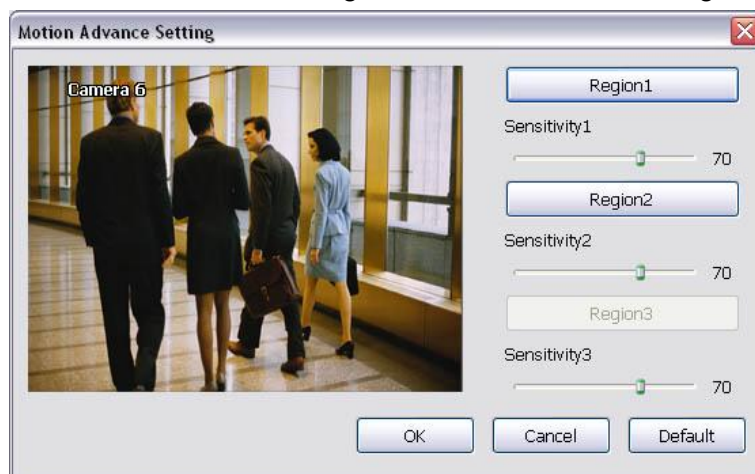 Motion Advance Setting
Camera 6
Region1
Sensitivity1
70
Region2
Sensitivity2
70
Region3
Sensitivity3
70
OK
Cancel
Default